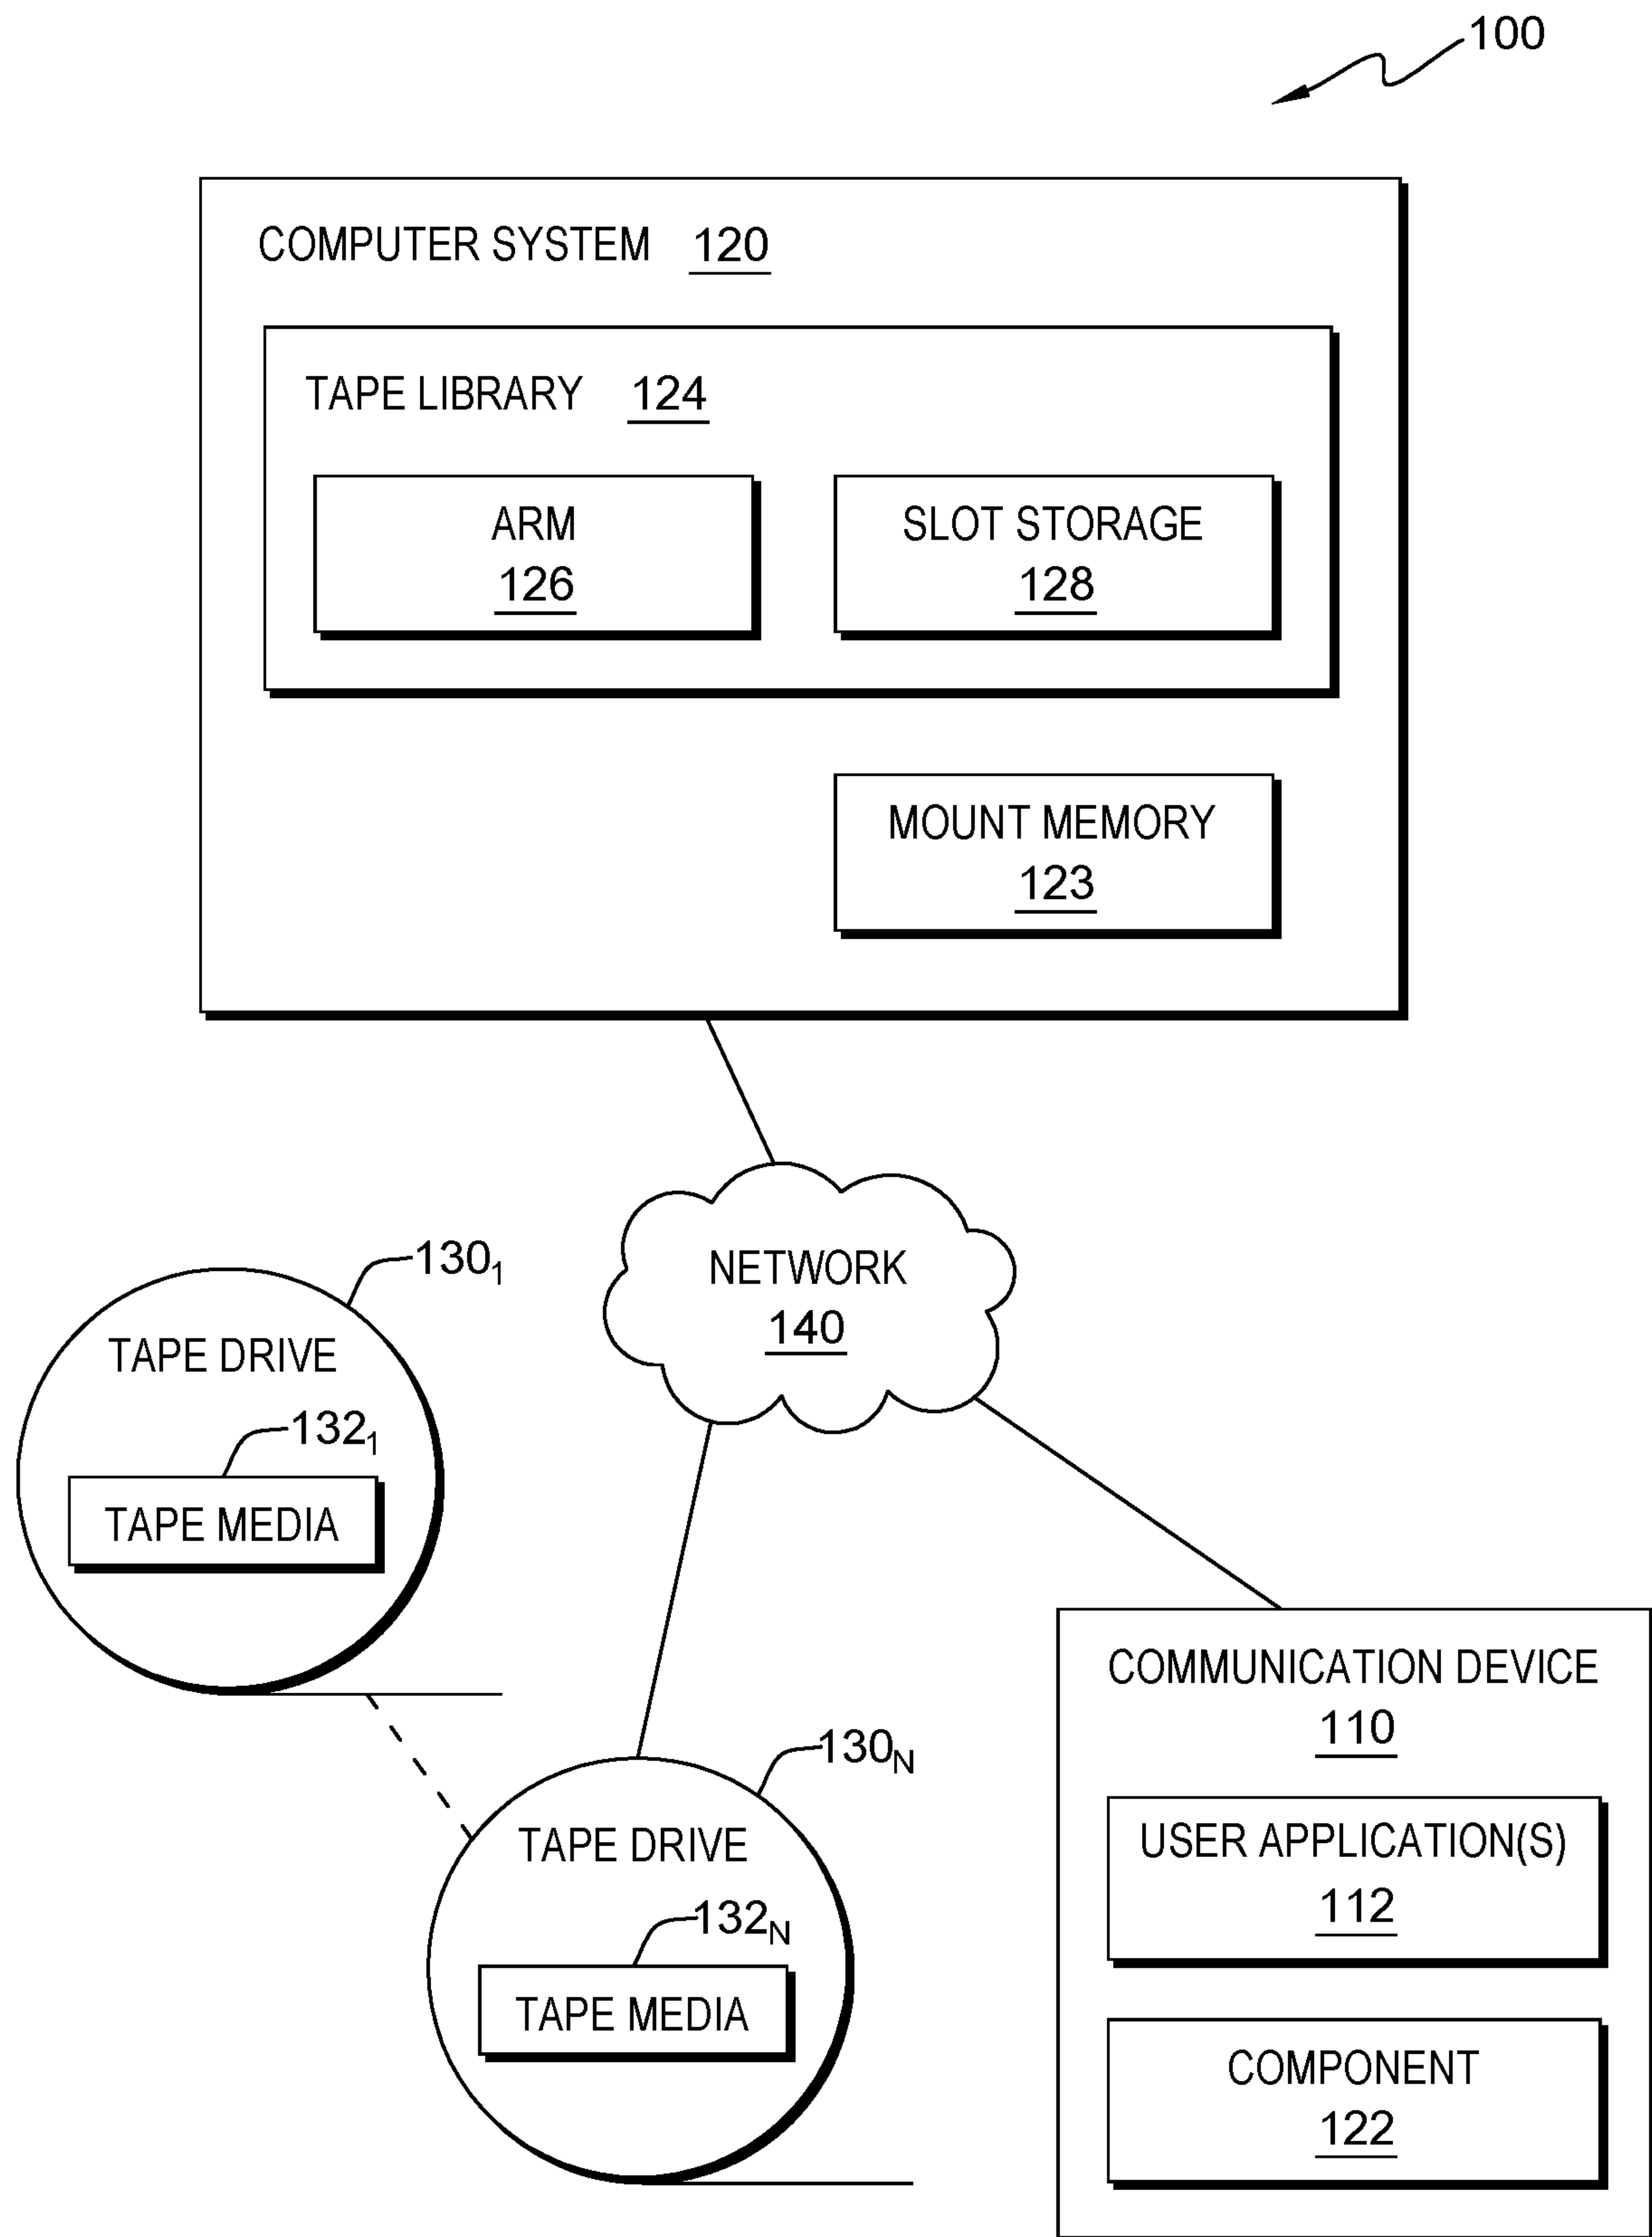 100
COMPUTER SYSTEM 120
TAPE LIBRARY 124
ARM
126
SLOT STORAGE
128
MOUNT MEMORY
123
NETWORK
140
130₁
TAPE DRIVE
132₁
TAPE MEDIA
130N
TAPE DRIVE
132N
TAPE MEDIA
COMMUNICATION DEVICE
110
USER APPLICATION(S)
112
COMPONENT
122